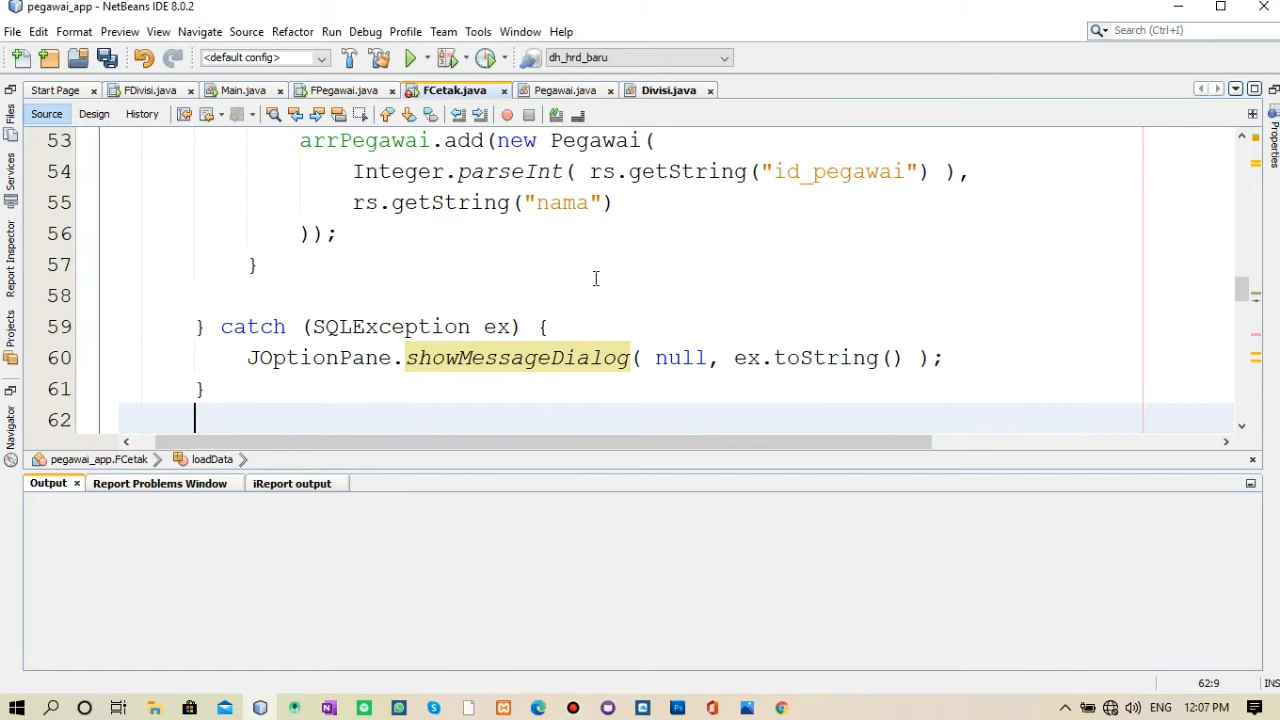 pegawai_app - NetBeans IDE 8.0.2
File Edit Format Preview View Navigate Source Refactor Run Debug Profile Team Tools Window Help
Search (Ctrl+I)
<default config>
dh_hrd_baru
Start Page FDivisi.java Main.java FPegawai.java FCetak.java Pegawai.java Divisi.java
Source Design History
Files
Services
Report Inspector
Projects
Navigator
Properties
53 arrPegawai.add(new Pegawai(
54 Integer.parseInt( rs.getString("id_pegawai") ),
55 rs.getString("nama")
56 ));
57 }
58
59 } catch (SQLException ex) {
60 JOptionPane.showMessageDialog( null, ex.toString() );
61 }
62
pegawai_app.FCetak loadData
Output Report Problems Window iReport output
62:9 INS
ENG 12:07 PM